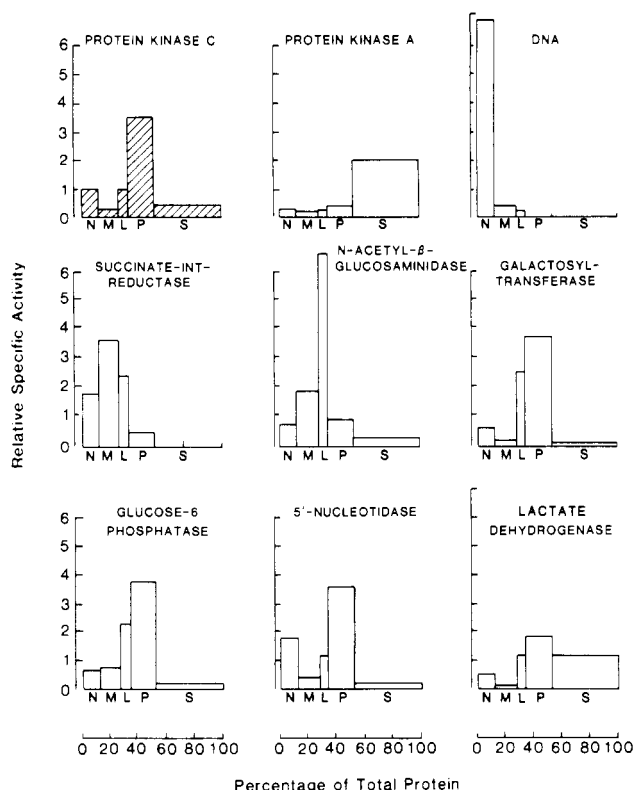 PROTEIN KINASE C
PROTEIN KINASE A
DNA
6
5
4
3
2
1
0
N M L P S
N M L P S
N M L P S
SUCCINATE-INT-
REDUCTASE
N-ACETYL-β-
GLUCOSAMINIDASE
GALACTOSYL-
TRANSFERASE
6
5
4
3
2
1
0
N M L P S
N M L P S
N M L P S
GLUCOSE-6
PHOSPHATASE
5'-NUCLEOTIDASE
LACTATE
DEHYDROGENASE
6
5
4
3
2
1
0
N M L P S
N M L P S
N M L P S
0 20 40 60 80 100
0 20 40 60 80 100
0 20 40 60 80 100
Relative Specific Activity
Percentage of Total Protein